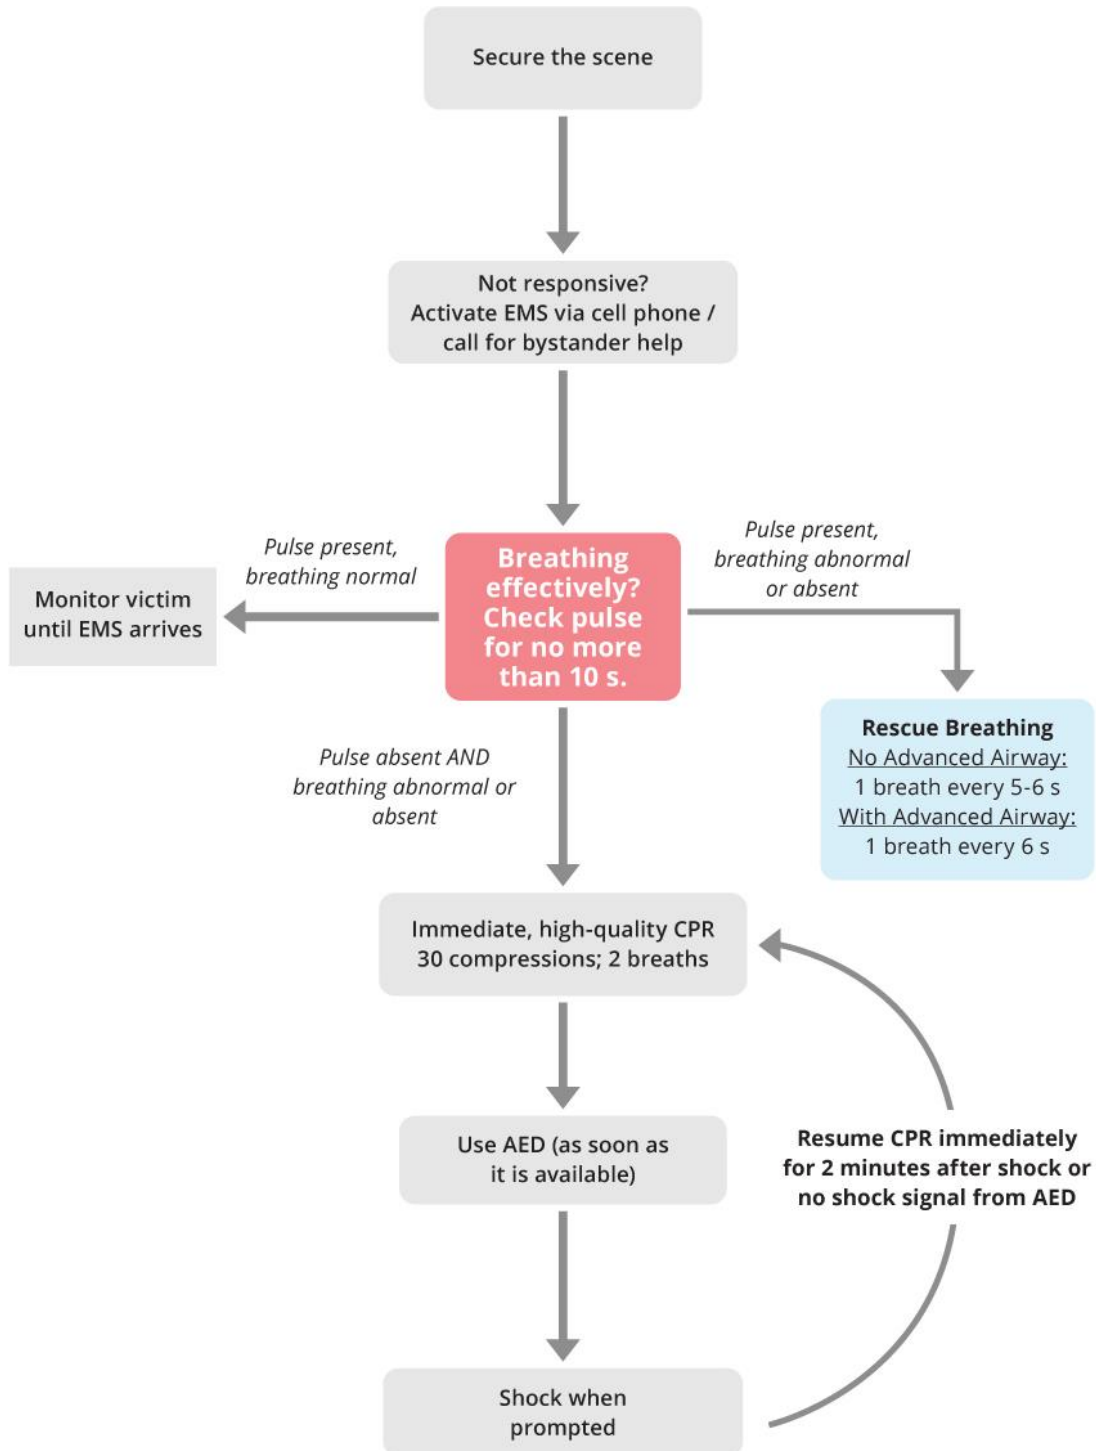 Secure the scene
Not responsive?
Activate EMS via cell phone /
call for bystander help
Pulse present,
breathing normal
Breathing
effectively?
Check pulse
for no more
than 10 s.
Pulse present,
breathing abnormal
or absent
Monitor victim
until EMS arrives
Rescue Breathing
No Advanced Airway:
1 breath every 5-6 s
With Advanced Airway:
1 breath every 6 s
Pulse absent AND
breathing abnormal or
absent
Immediate, high-quality CPR
30 compressions; 2 breaths
Use AED (as soon as
it is available)
Resume CPR immediately
for 2 minutes after shock or
no shock signal from AED
Shock when
prompted